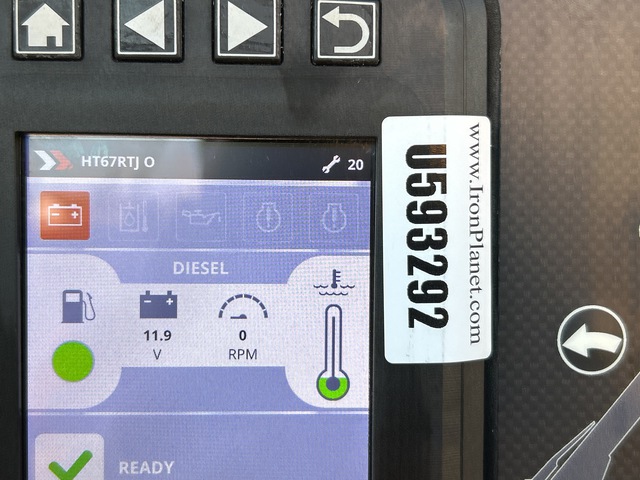 HT67RTJ O
20
DIESEL
11.9
V
0
RPM
READY
www.IronPlanet.com
U593292